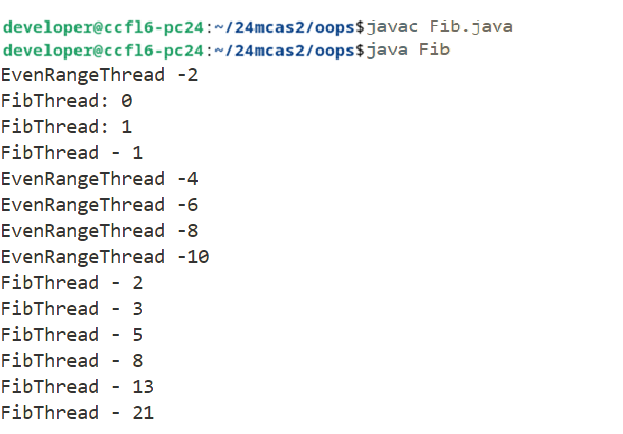 developer@ccfl6-pc24:~/24mcas2/oops$javac Fib.java
developer@ccfl6-pc24:~/24mcas2/oops$java Fib
EvenRangeThread -2
FibThread: 0
FibThread: 1
FibThread - 1
EvenRangeThread -4
EvenRangeThread -6
EvenRangeThread -8
EvenRangeThread -10
FibThread - 2
FibThread - 3
FibThread - 5
FibThread - 8
FibThread - 13
FibThread - 21